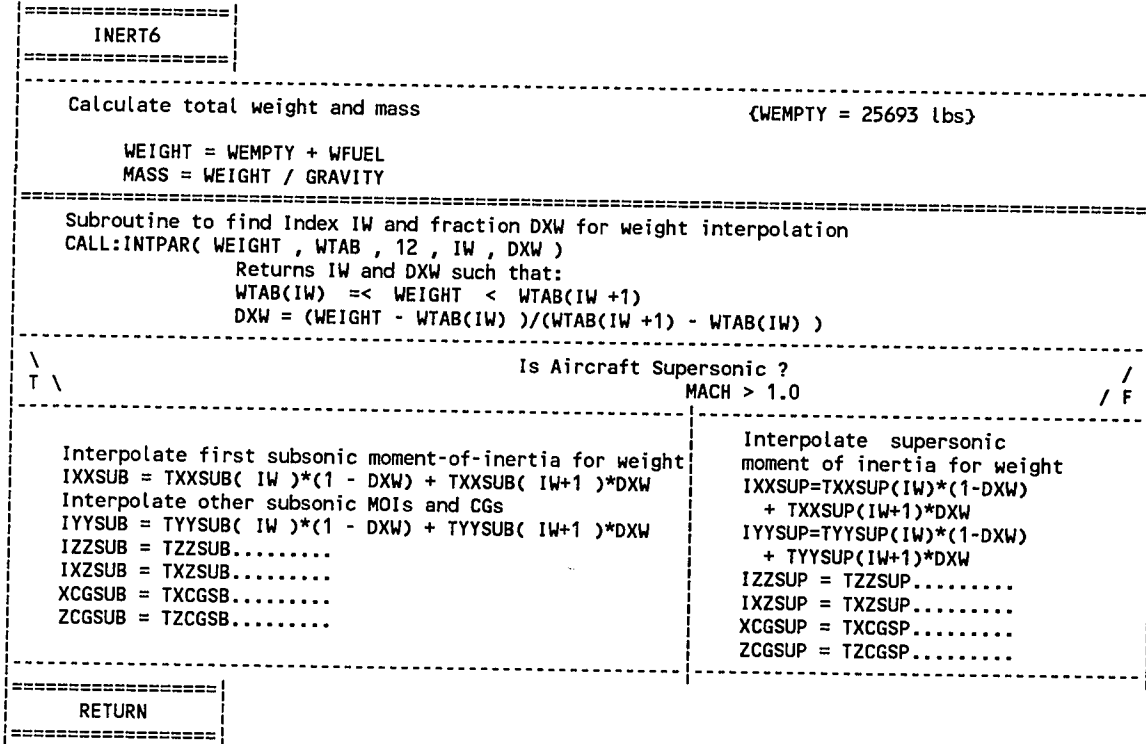 INERT6
Calculate total weight and mass {WEMPTY = 25693 lbs}
WEIGHT = WEMPTY + WFUEL
MASS = WEIGHT / GRAVITY
Subroutine to find Index IW and fraction DXW for weight interpolation
CALL:INTPAR( WEIGHT , WTAB , 12 , IW , DXW )
Returns IW and DXW such that:
WTAB(IW) =< WEIGHT < WTAB(IW +1)
DXW = (WEIGHT - WTAB(IW) )/(WTAB(IW +1) - WTAB(IW) )
\ Is Aircraft Supersonic ? /
T \ MACH > 1.0 / F
Interpolate first subsonic moment-of-inertia for weight
IXXSUB = TXXSUB( IW )*(1 - DXW) + TXXSUB( IW+1 )*DXW
Interpolate other subsonic MOIs and CGs
IYYSUB = TYYSUB( IW )*(1 - DXW) + TYYSUB( IW+1 )*DXW
IZZSUB = TZZSUB.........
IXZSUB = TXZSUB.........
XCGSUB = TXCGSB.........
ZCGSUB = TZCGSB.........
Interpolate supersonic
moment of inertia for weight
IXXSUP=TXXSUP(IW)*(1-DXW)
+ TXXSUP(IW+1)*DXW
IYYSUP=TYYSUP(IW)*(1-DXW)
+ TYYSUP(IW+1)*DXW
IZZSUP = TZZSUP.........
IXZSUP = TXZSUP.........
XCGSUP = TXCGSP.........
ZCGSUP = TZCGSP.........
RETURN